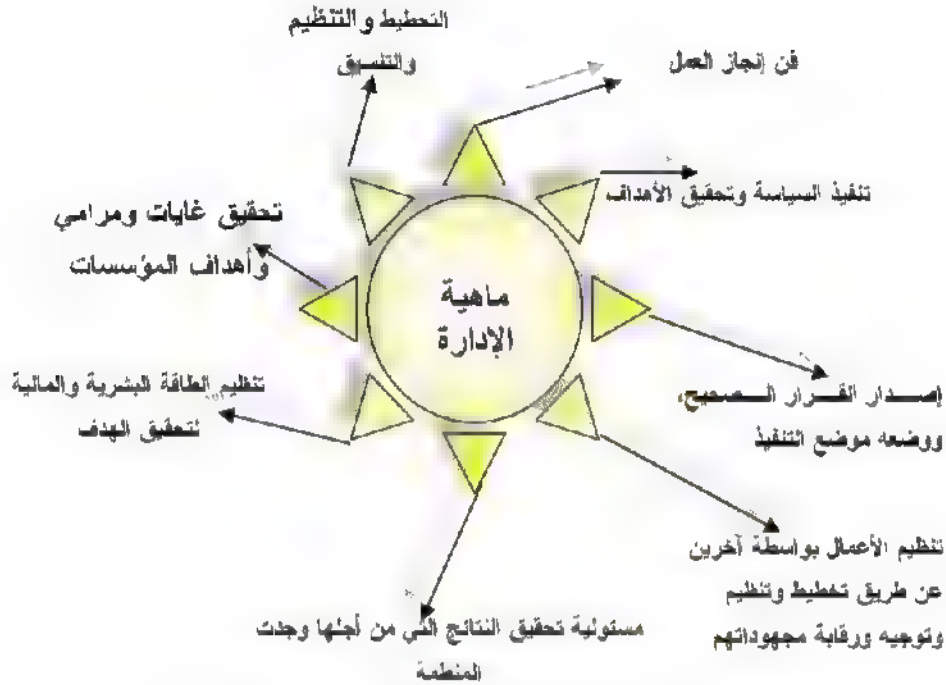 التخطيط والتنظيم
والتنسيق
فن إنجاز العمل
تنفيذ السياسة وتحقيق الأهداف
تحقيق غايات ومرامي
وأهداف المؤسسات
ماهية
الإدارة
تنظيم الطاقة البشرية والمالية
لتحقيق الهدف
إصدار القرار الصحيح،
ووضعه موضع التنفيذ
تنظيم الأعمال بواسطة آخرين
عن طريق تخطيط وتنظيم
وتوجيه ورقابة مجهوداتهم
مسئولية تحقيق النتائج التي من أجلها وجدت
المنظمة